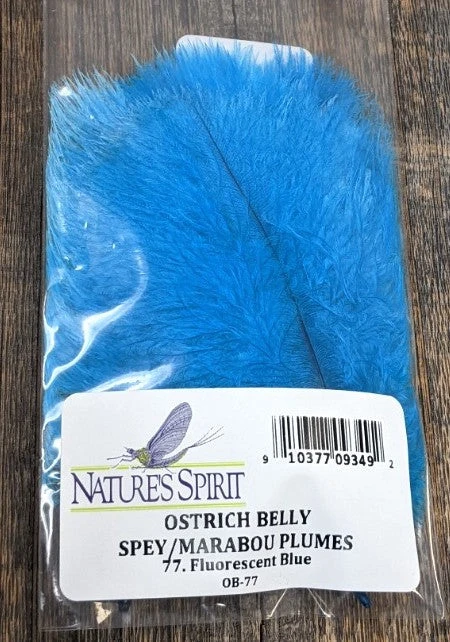 NATURE'S SPIRIT
9 10377 09349 2
OSTRICH BELLY
SPEY/MARABOU PLUMES
77. Fluorescent Blue
OB-77